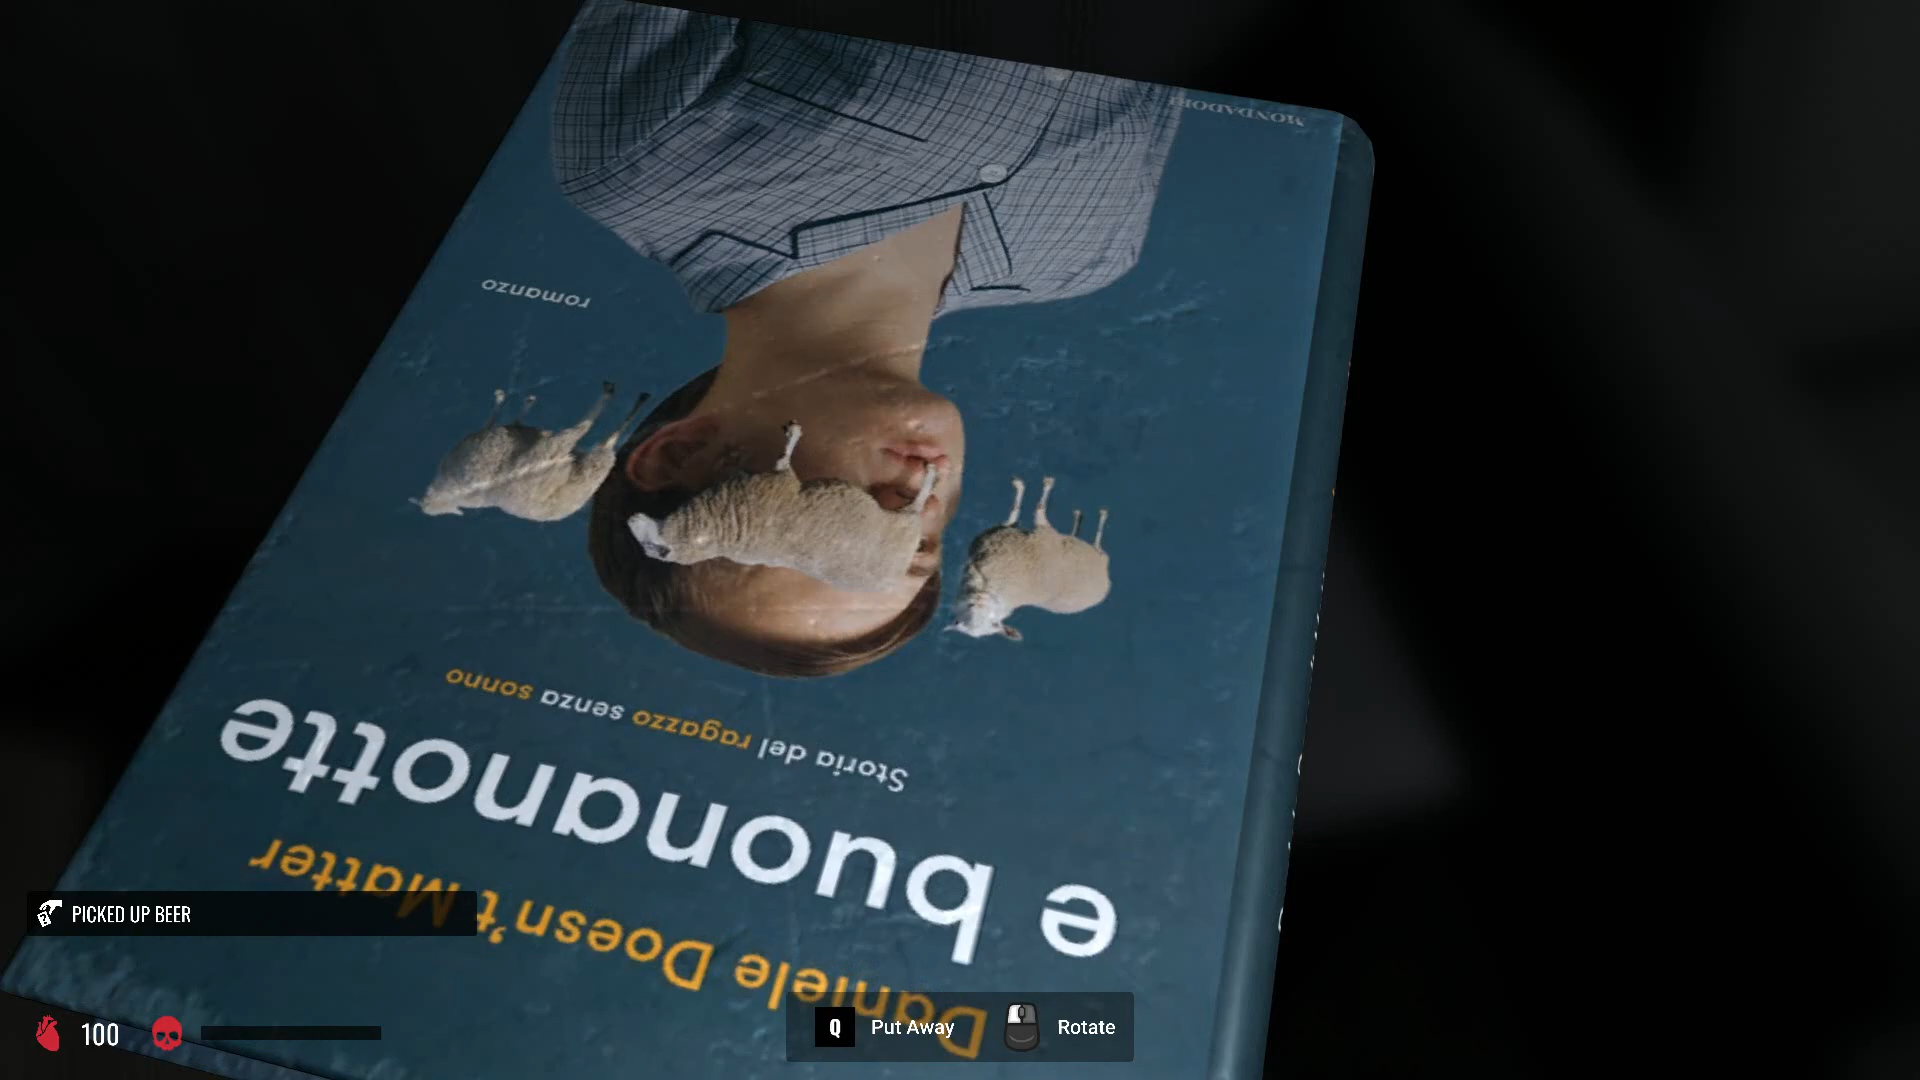 Daniele Doesn't Matter
e buonanotte
Storia del ragazzo senza sonno
romanzo
MONDADORI
PICKED UP BEER
100
Q Put Away Rotate